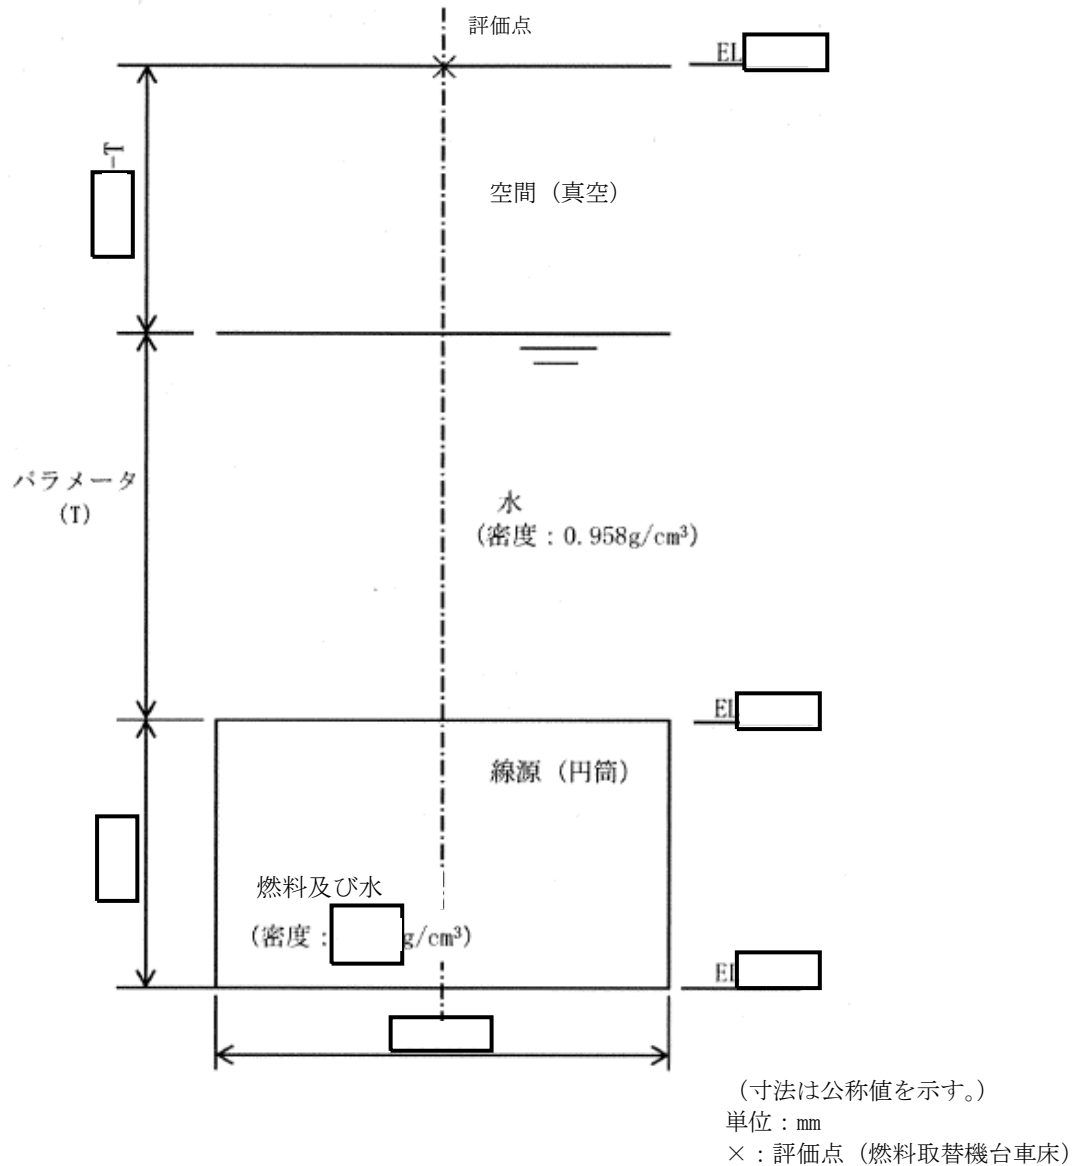 評価点
EL
-T
空間（真空）
パラメータ
(T)
水
(密度：0.958g/cm³)
EL
線源（円筒）
燃料及び水
(密度：
g/cm³)
EL
（寸法は公称値を示す。）
単位：mm
×：評価点（燃料取替機台車床）